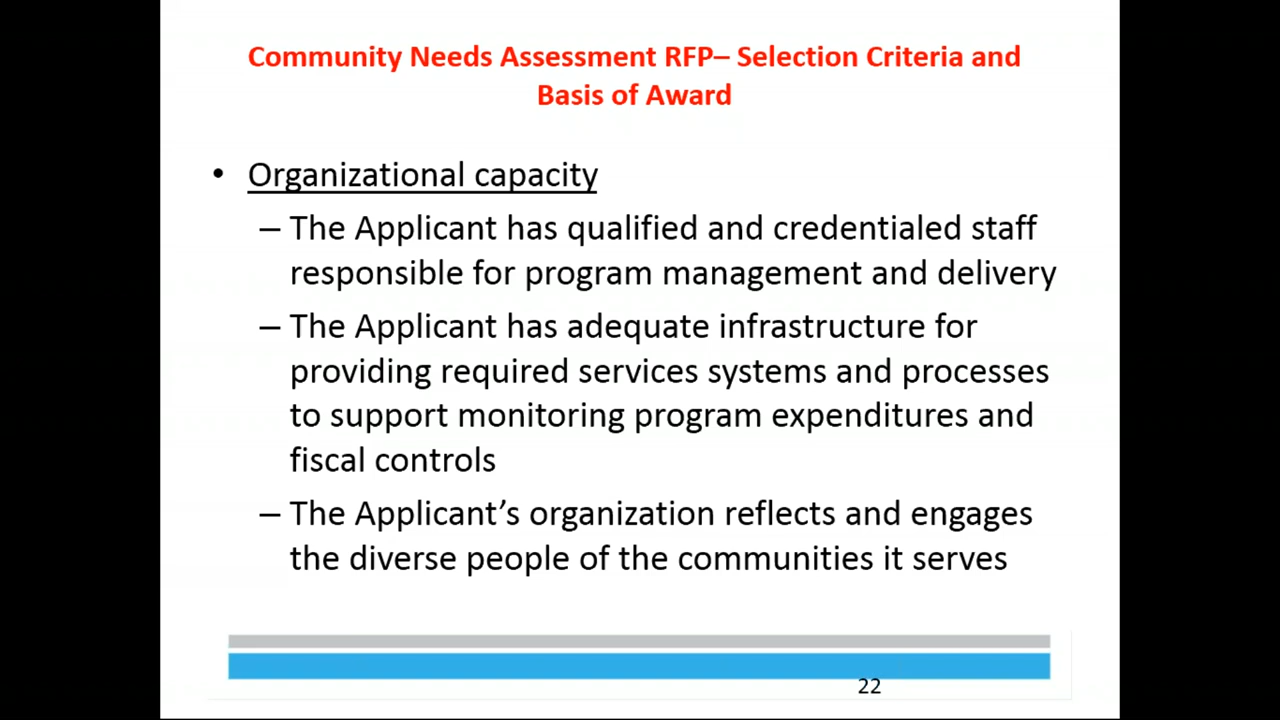 Community Needs Assessment RFP– Selection Criteria and
Basis of Award
• Organizational capacity
– The Applicant has qualified and credentialed staff
responsible for program management and delivery
– The Applicant has adequate infrastructure for
providing required services systems and processes
to support monitoring program expenditures and
fiscal controls
– The Applicant’s organization reflects and engages
the diverse people of the communities it serves
22